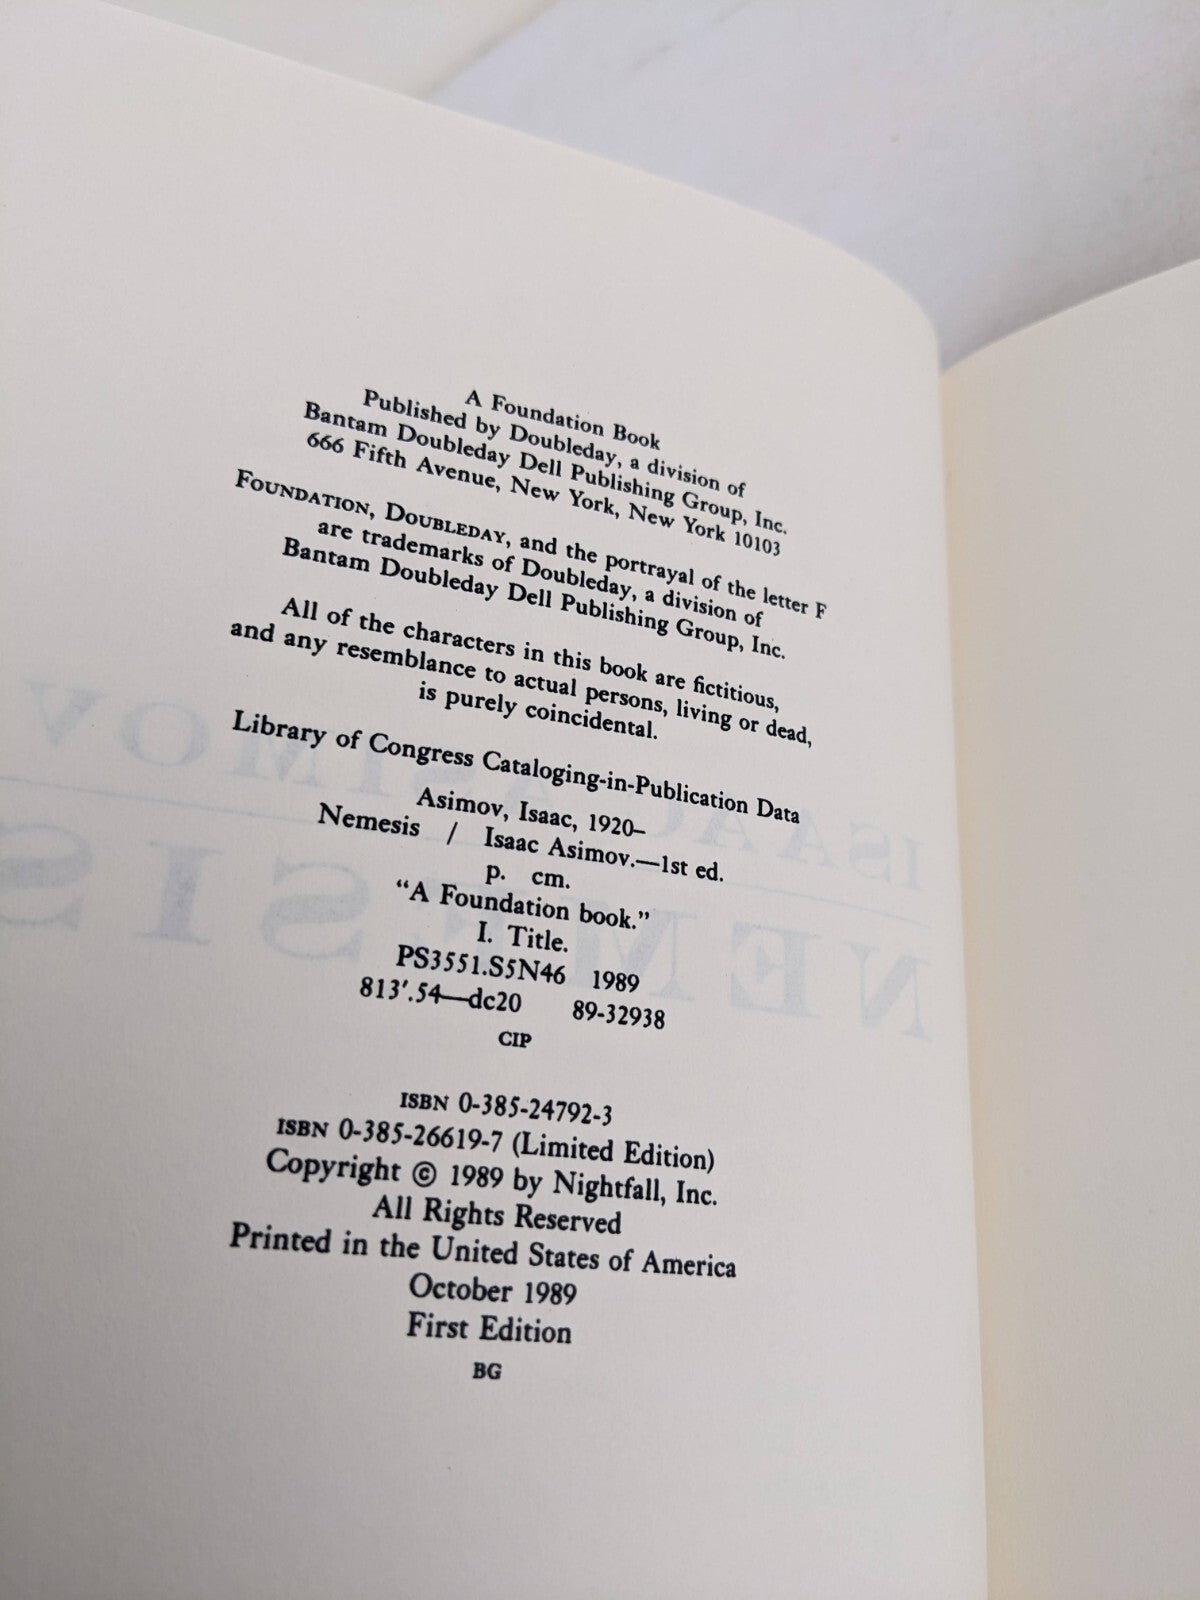 A Foundation Book
Published by Doubleday, a division of
Bantam Doubleday Dell Publishing Group, Inc.
666 Fifth Avenue, New York, New York 10103
FOUNDATION, DOUBLEDAY, and the portrayal of the letter F
are trademarks of Doubleday, a division of
Bantam Doubleday Dell Publishing Group, Inc.
All of the characters in this book are fictitious,
and any resemblance to actual persons, living or dead,
is purely coincidental.
Library of Congress Cataloging-in-Publication Data
Asimov, Isaac, 1920–
Nemesis / Isaac Asimov.—1st ed.
p. cm.
“A Foundation book.”
I. Title.
PS3551.S5N46 1989
813′.54—dc20 89-32938
CIP
ISBN 0-385-24792-3
ISBN 0-385-26619-7 (Limited Edition)
Copyright © 1989 by Nightfall, Inc.
All Rights Reserved
Printed in the United States of America
October 1989
First Edition
BG
ISAAC ASIMOV
NEMESIS